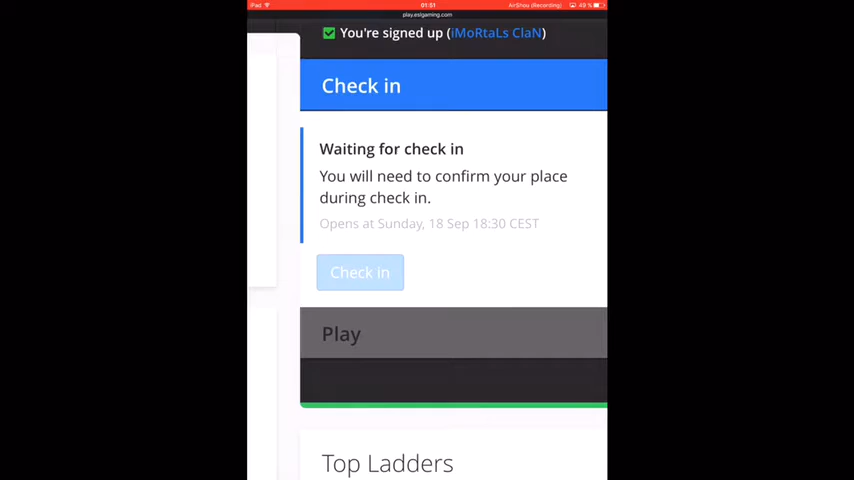 iPad 01:51 AirShou (Recording) 49 %
play.eslgaming.com
You're signed up (iMoRtaLs ClaN)
Check in
Waiting for check in
You will need to confirm your place
during check in.
Opens at Sunday, 18 Sep 18:30 CEST
Check in
Play
Top Ladders